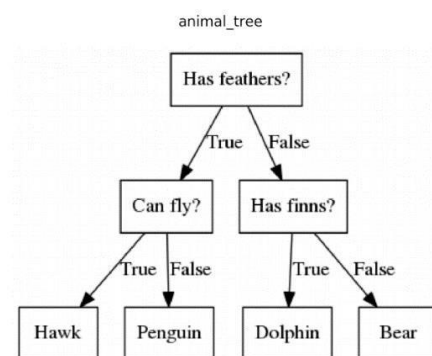 animal_tree
Has feathers?
True False
Can fly? Has finns?
True False True False
Hawk Penguin Dolphin Bear